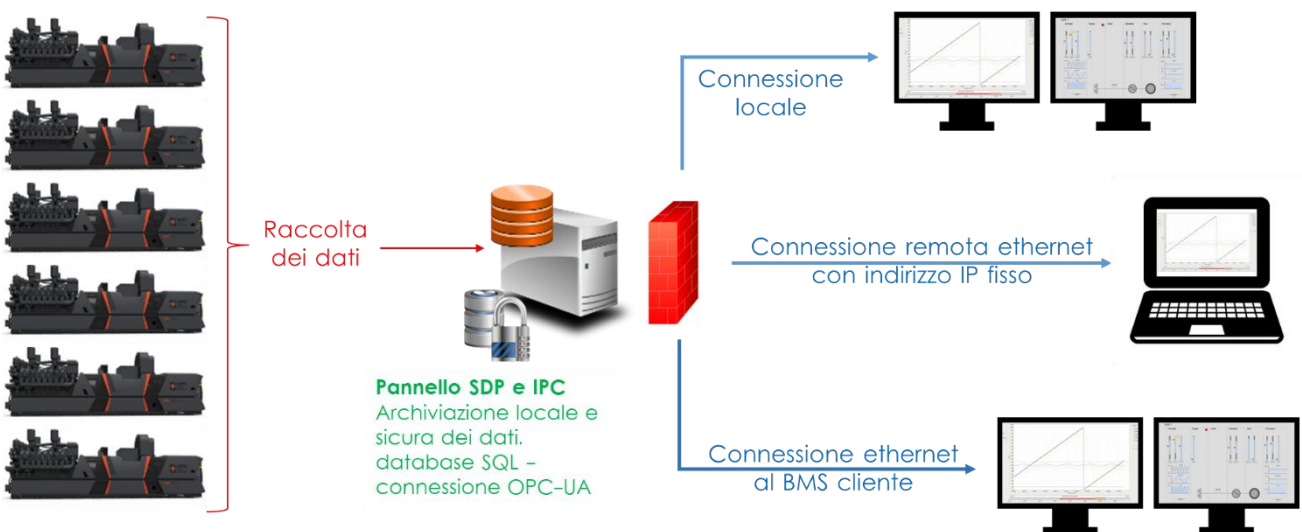 Raccolta
dei dati
Pannello SDP e IPC
Archiviazione locale e
sicura dei dati.
database SQL –
connessione OPC-UA
Connessione
locale
Connessione remota ethernet
con indirizzo IP fisso
Connessione ethernet
al BMS cliente